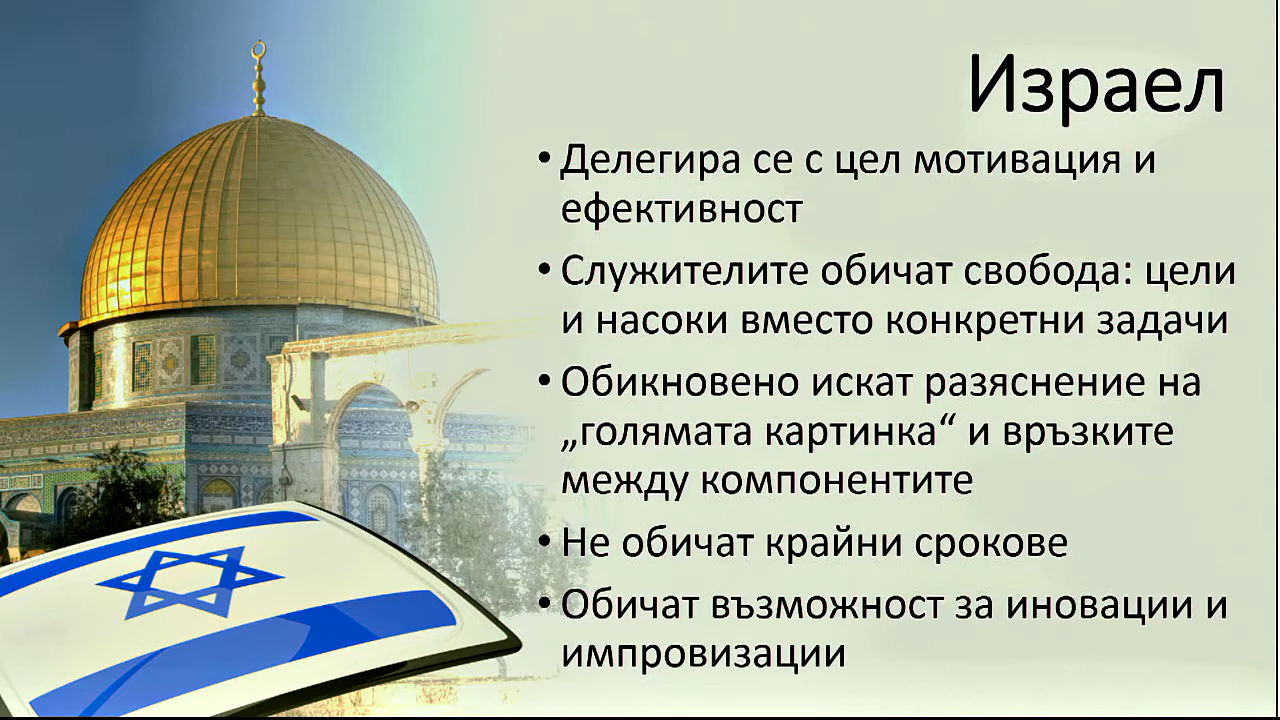 Израел
• Делегира се с цел мотивация и
ефективност
• Служителите обичат свобода: цели
и насоки вместо конкретни задачи
• Обикновено искат разяснение на
„голямата картинка“ и връзките
между компонентите
• Не обичат крайни срокове
• Обичат възможност за иновации и
импровизации